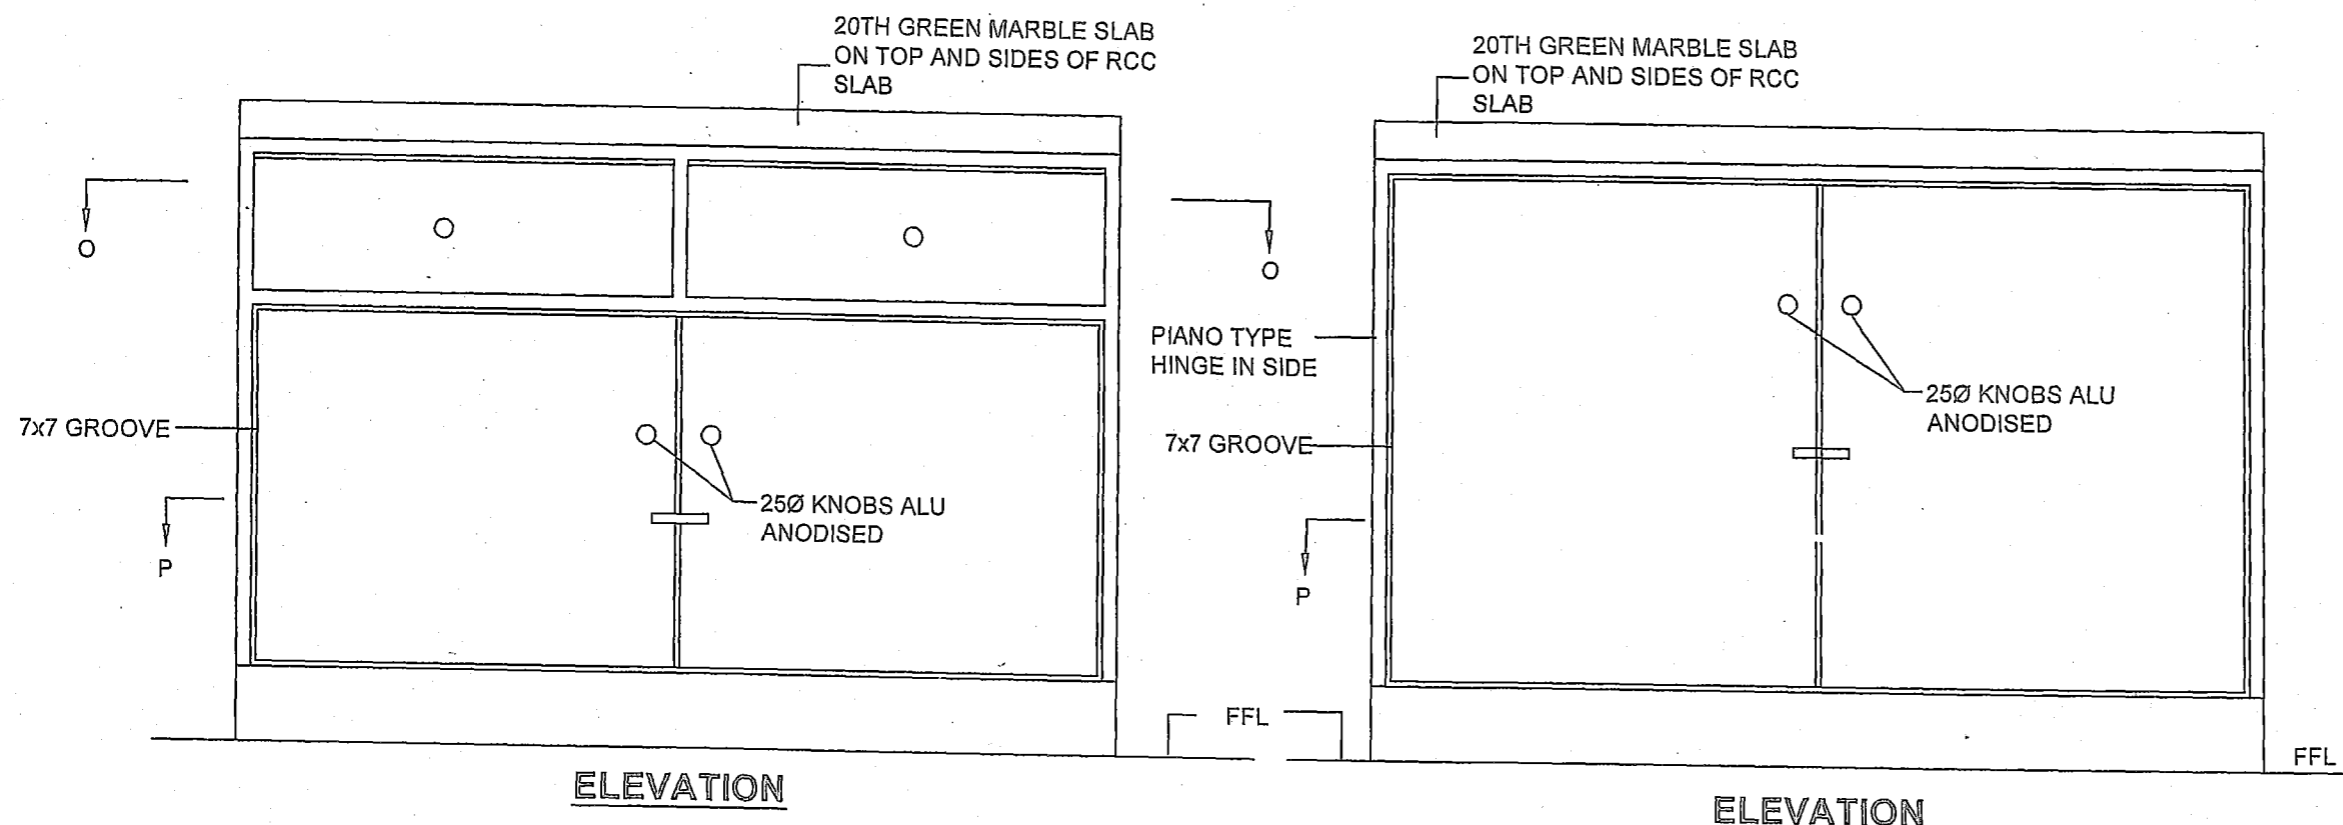 20TH GREEN MARBLE SLAB
ON TOP AND SIDES OF RCC
SLAB
O
O
7x7 GROOVE
P
25Ø KNOBS ALU
ANODISED
FFL
ELEVATION
20TH GREEN MARBLE SLAB
ON TOP AND SIDES OF RCC
SLAB
PIANO TYPE
HINGE IN SIDE
7x7 GROOVE
25Ø KNOBS ALU
ANODISED
P
FFL
ELEVATION